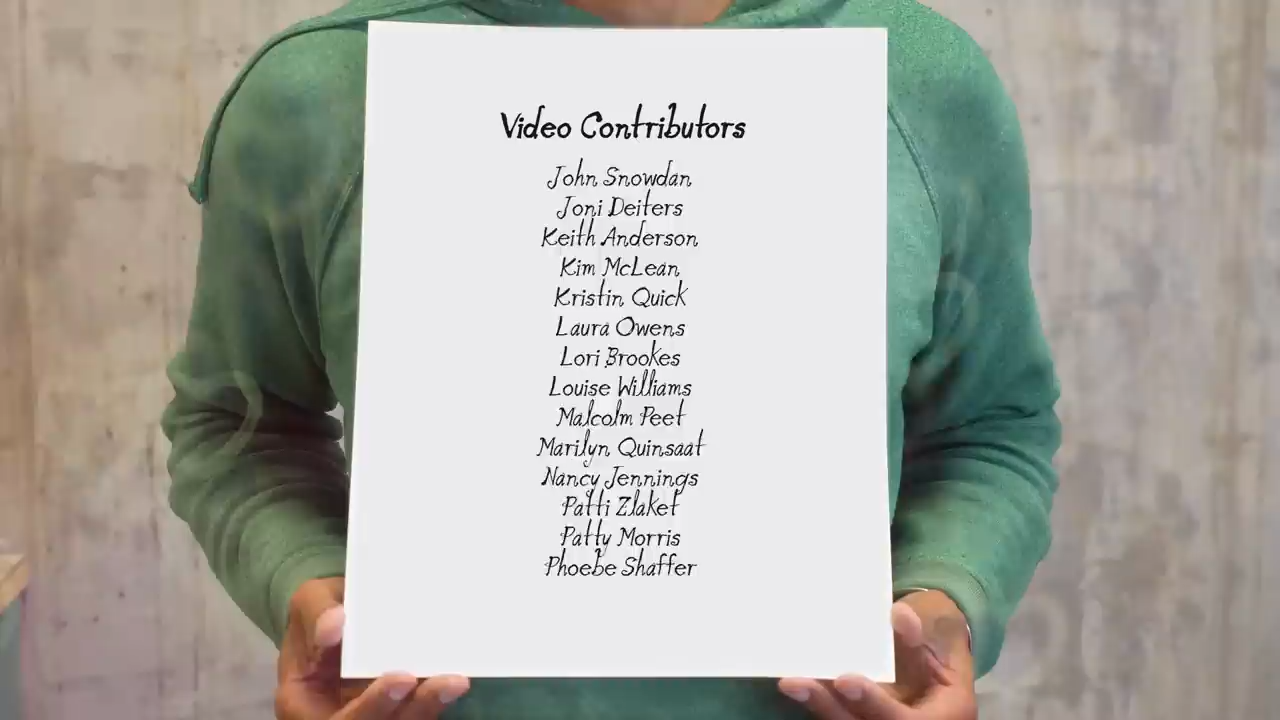 Video Contributors
John Snowdan
Joni Deiters
Keith Anderson
Kim McLean
Kristin Quick
Laura Owens
Lori Brookes
Louise Williams
Malcolm Peet
Marilyn Quinsaat
Nancy Jennings
Patti Zlaket
Patty Morris
Phoebe Shaffer